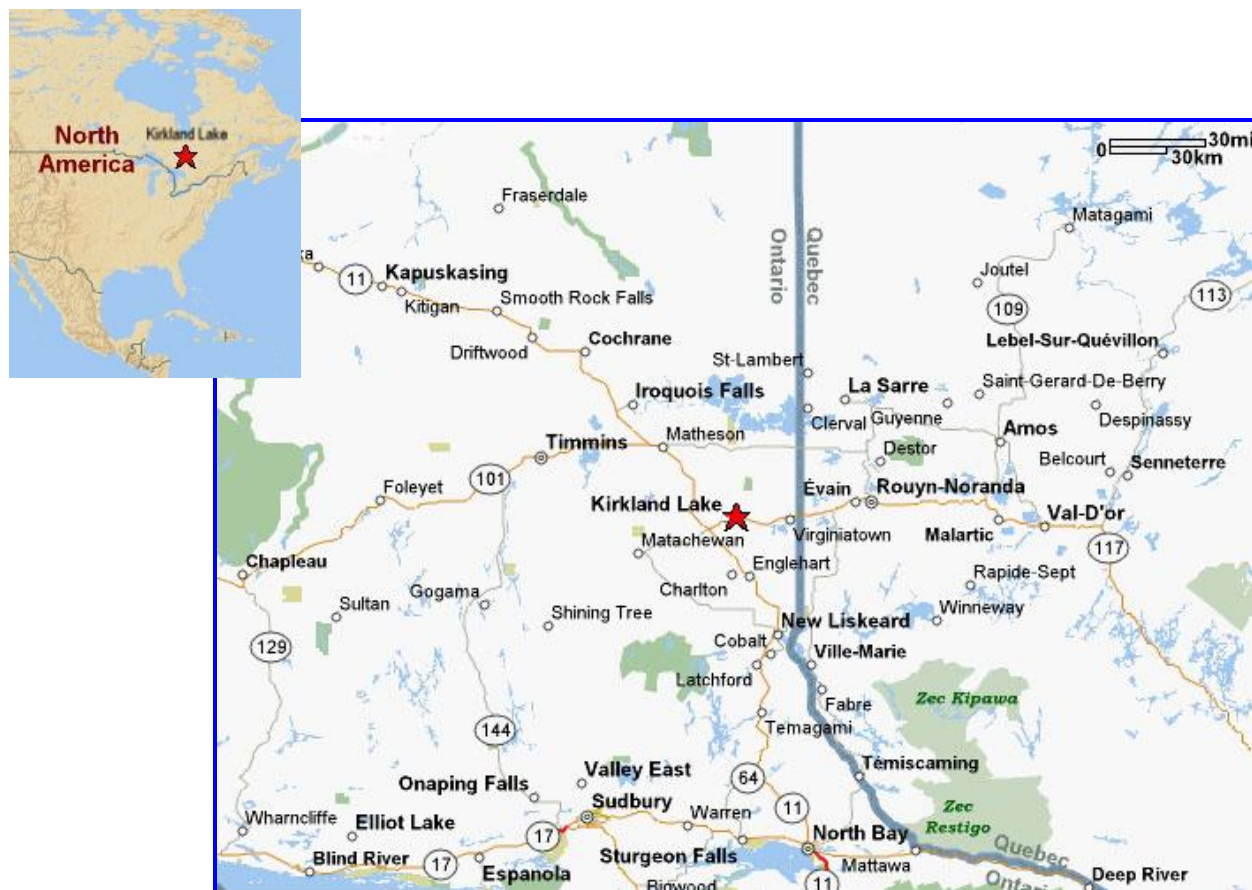 North
America
Kirkland Lake
0
30mi
30km
Fraserdale
Matagami
Ontario
Quebec
ka
11
Kapuskasing
Kitigan
Smooth Rock Falls
Joutel
109
113
Driftwood
Cochrane
Lebel-Sur-Quévillon
St-Lambert
Iroquois Falls
La Sarre
Saint-Gerard-De-Berry
Clerval
Guyenne
Despinassy
Timmins
Matheson
Amos
Destor
Belcourt
Senneterre
101
Foleyet
Kirkland Lake
Évain
Rouyn-Noranda
Virginiatown
Malartic
Val-D'or
Matachewan
117
Chapleau
Englehart
Charlton
Rapide-Sept
Sultan
Gogama
Shining Tree
Winneway
New Liskeard
129
Cobalt
Ville-Marie
Latchford
Fabre
Zec Kipawa
Temagami
144
Témiscaming
Onaping Falls
Valley East
64
11
Sudbury
Zec
Restigo
Wharncliffe
Elliot Lake
Warren
17
North Bay
Quebec
Blind River
17
Espanola
Sturgeon Falls
Mattawa
Deep River
Bigwood
11
Ontario